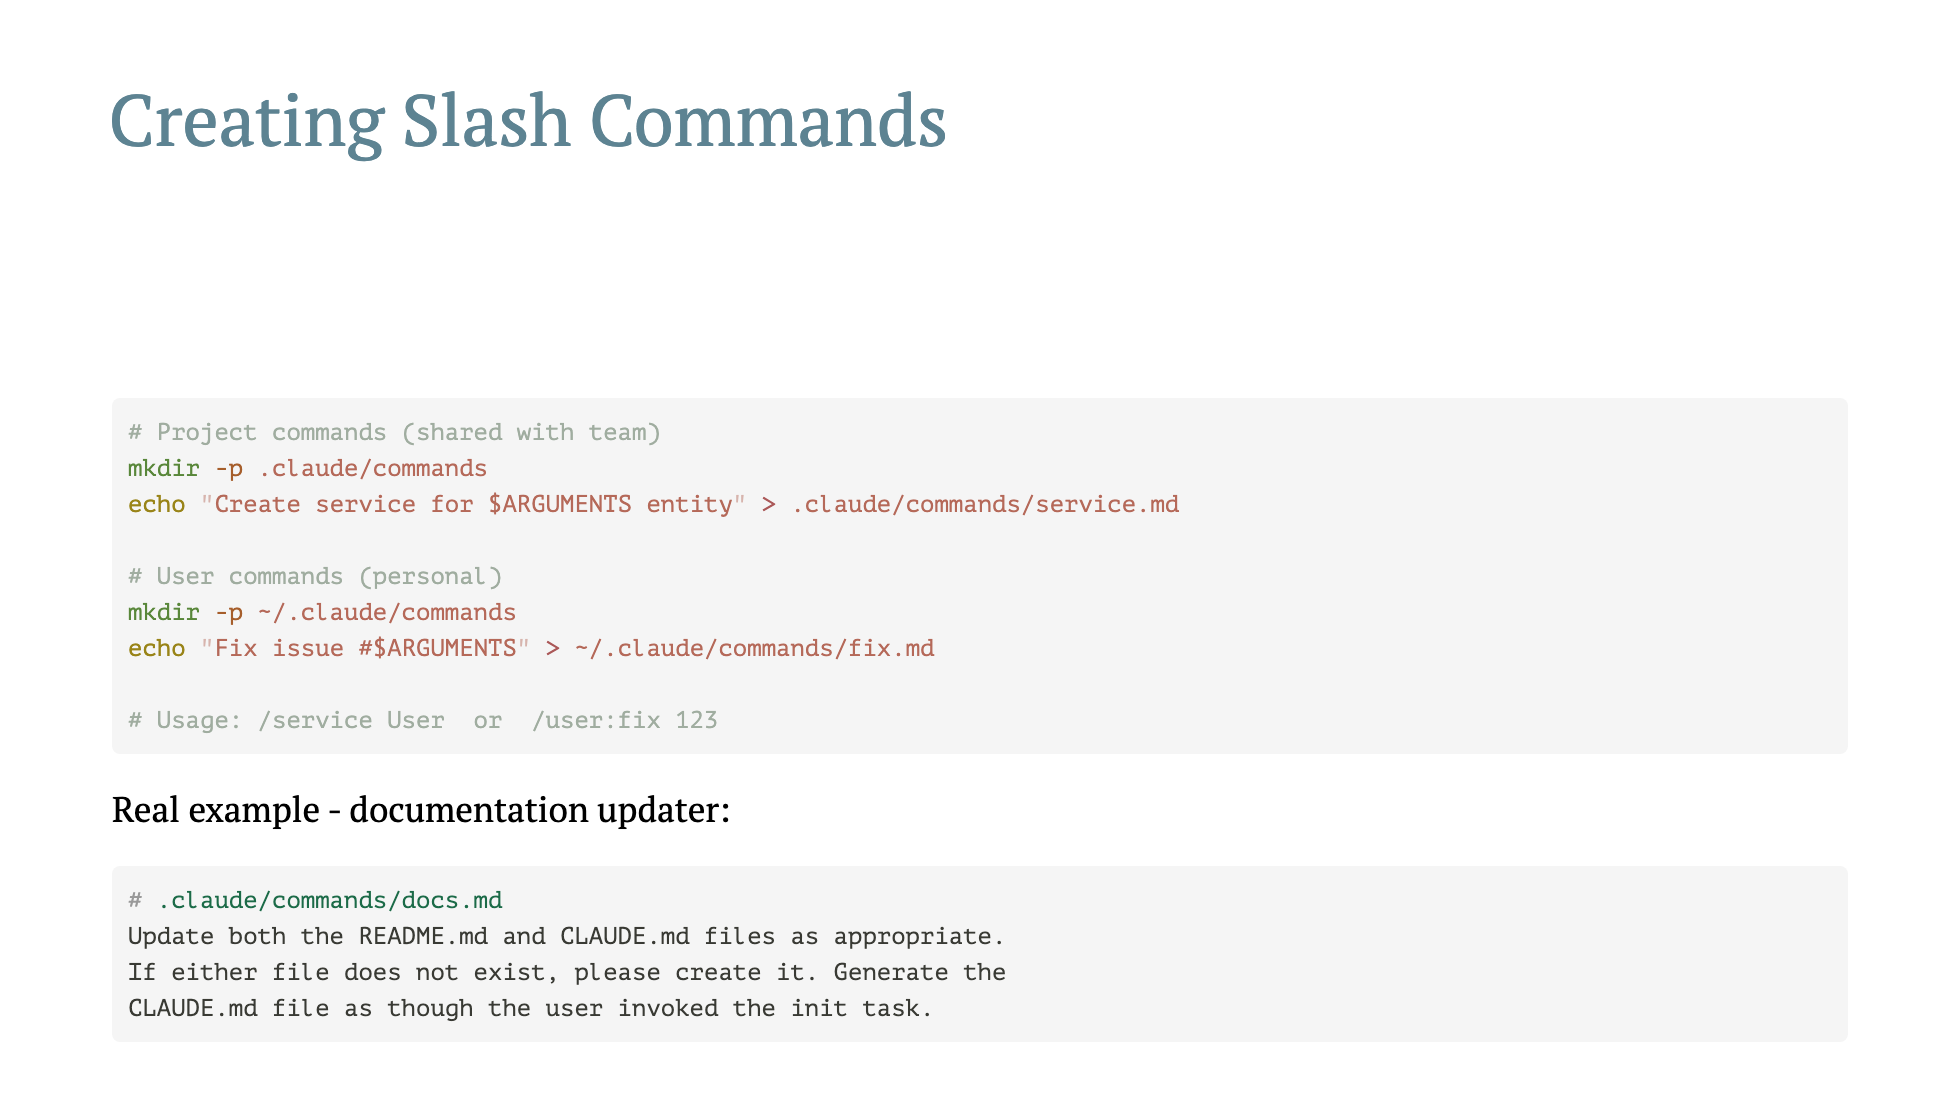 Creating Slash Commands
# Project commands (shared with team)
mkdir -p .claude/commands
echo "Create service for $ARGUMENTS entity" > .claude/commands/service.md
# User commands (personal)
mkdir -p ~/.claude/commands
echo "Fix issue #$ARGUMENTS" > ~/.claude/commands/fix.md
# Usage: /service User  or  /user:fix 123
Real example - documentation updater:
# .claude/commands/docs.md
Update both the README.md and CLAUDE.md files as appropriate.
If either file does not exist, please create it. Generate the
CLAUDE.md file as though the user invoked the init task.